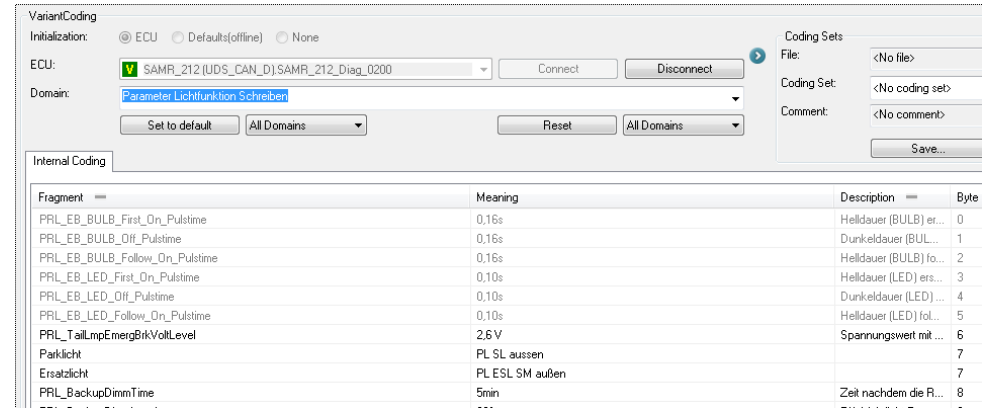 VariantCoding
Initialization: ECU Defaults(offline) None
ECU: V SAMR_212 (UDS_CAN_D).SAMR_212_Diag_0200 Connect Disconnect
Domain: Parameter Lichtfunktion Schreiben
Set to default All Domains Reset All Domains
Coding Sets
File: <No file>
Coding Set: <No coding set>
Comment: <No comment>
Save...
Internal Coding
Fragment Meaning Description Byte
PRL_EB_BULB_First_On_Pulstime 0,16s Helldauer (BULB) er... 0
PRL_EB_BULB_Off_Pulstime 0,16s Dunkeldauer (BUL... 1
PRL_EB_BULB_Follow_On_Pulstime 0,16s Helldauer (BULB) fo... 2
PRL_EB_LED_First_On_Pulstime 0,10s Helldauer (LED) ers... 3
PRL_EB_LED_Off_Pulstime 0,10s Dunkeldauer (LED) ... 4
PRL_EB_LED_Follow_On_Pulstime 0,10s Helldauer (LED) fol... 5
PRL_TailLmpEmergBrkVoltLevel 2,6 V Spannungswert mit ... 6
Parklicht PL SL aussen 7
Ersatzlicht PL ESL SM außen 7
PRL_BackupDimmTime 5min Zeit nachdem die R... 8